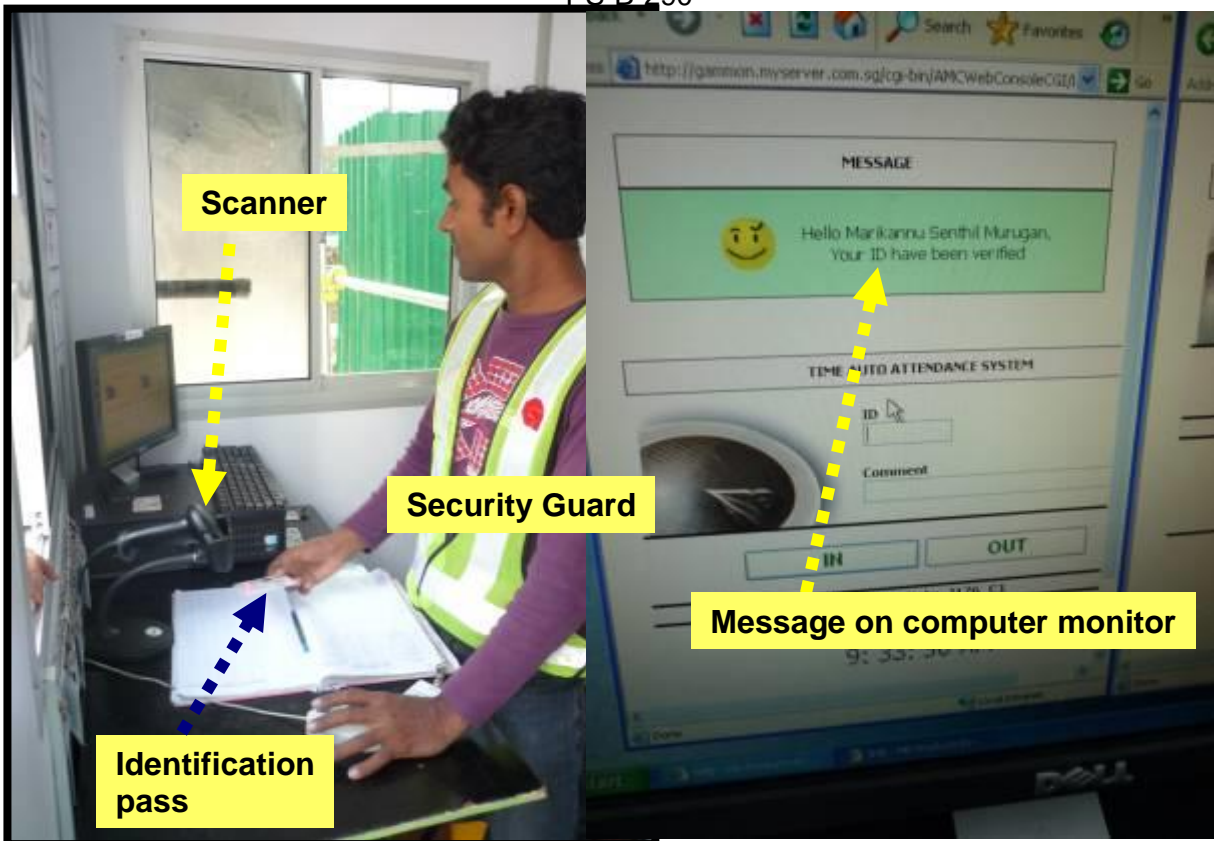 Scanner
Security Guard
Identification
pass
Search
Favorites
http://gammon.myserver.com.sg/cgi-bin/AMCWebConsoleCGI/
Go
MESSAGE
Hello Marikannu Senthil Murugan,
Your ID have been verified
TIME AUTO ATTENDANCE SYSTEM
ID
Comment
IN
OUT
Message on computer monitor
Done
DELL